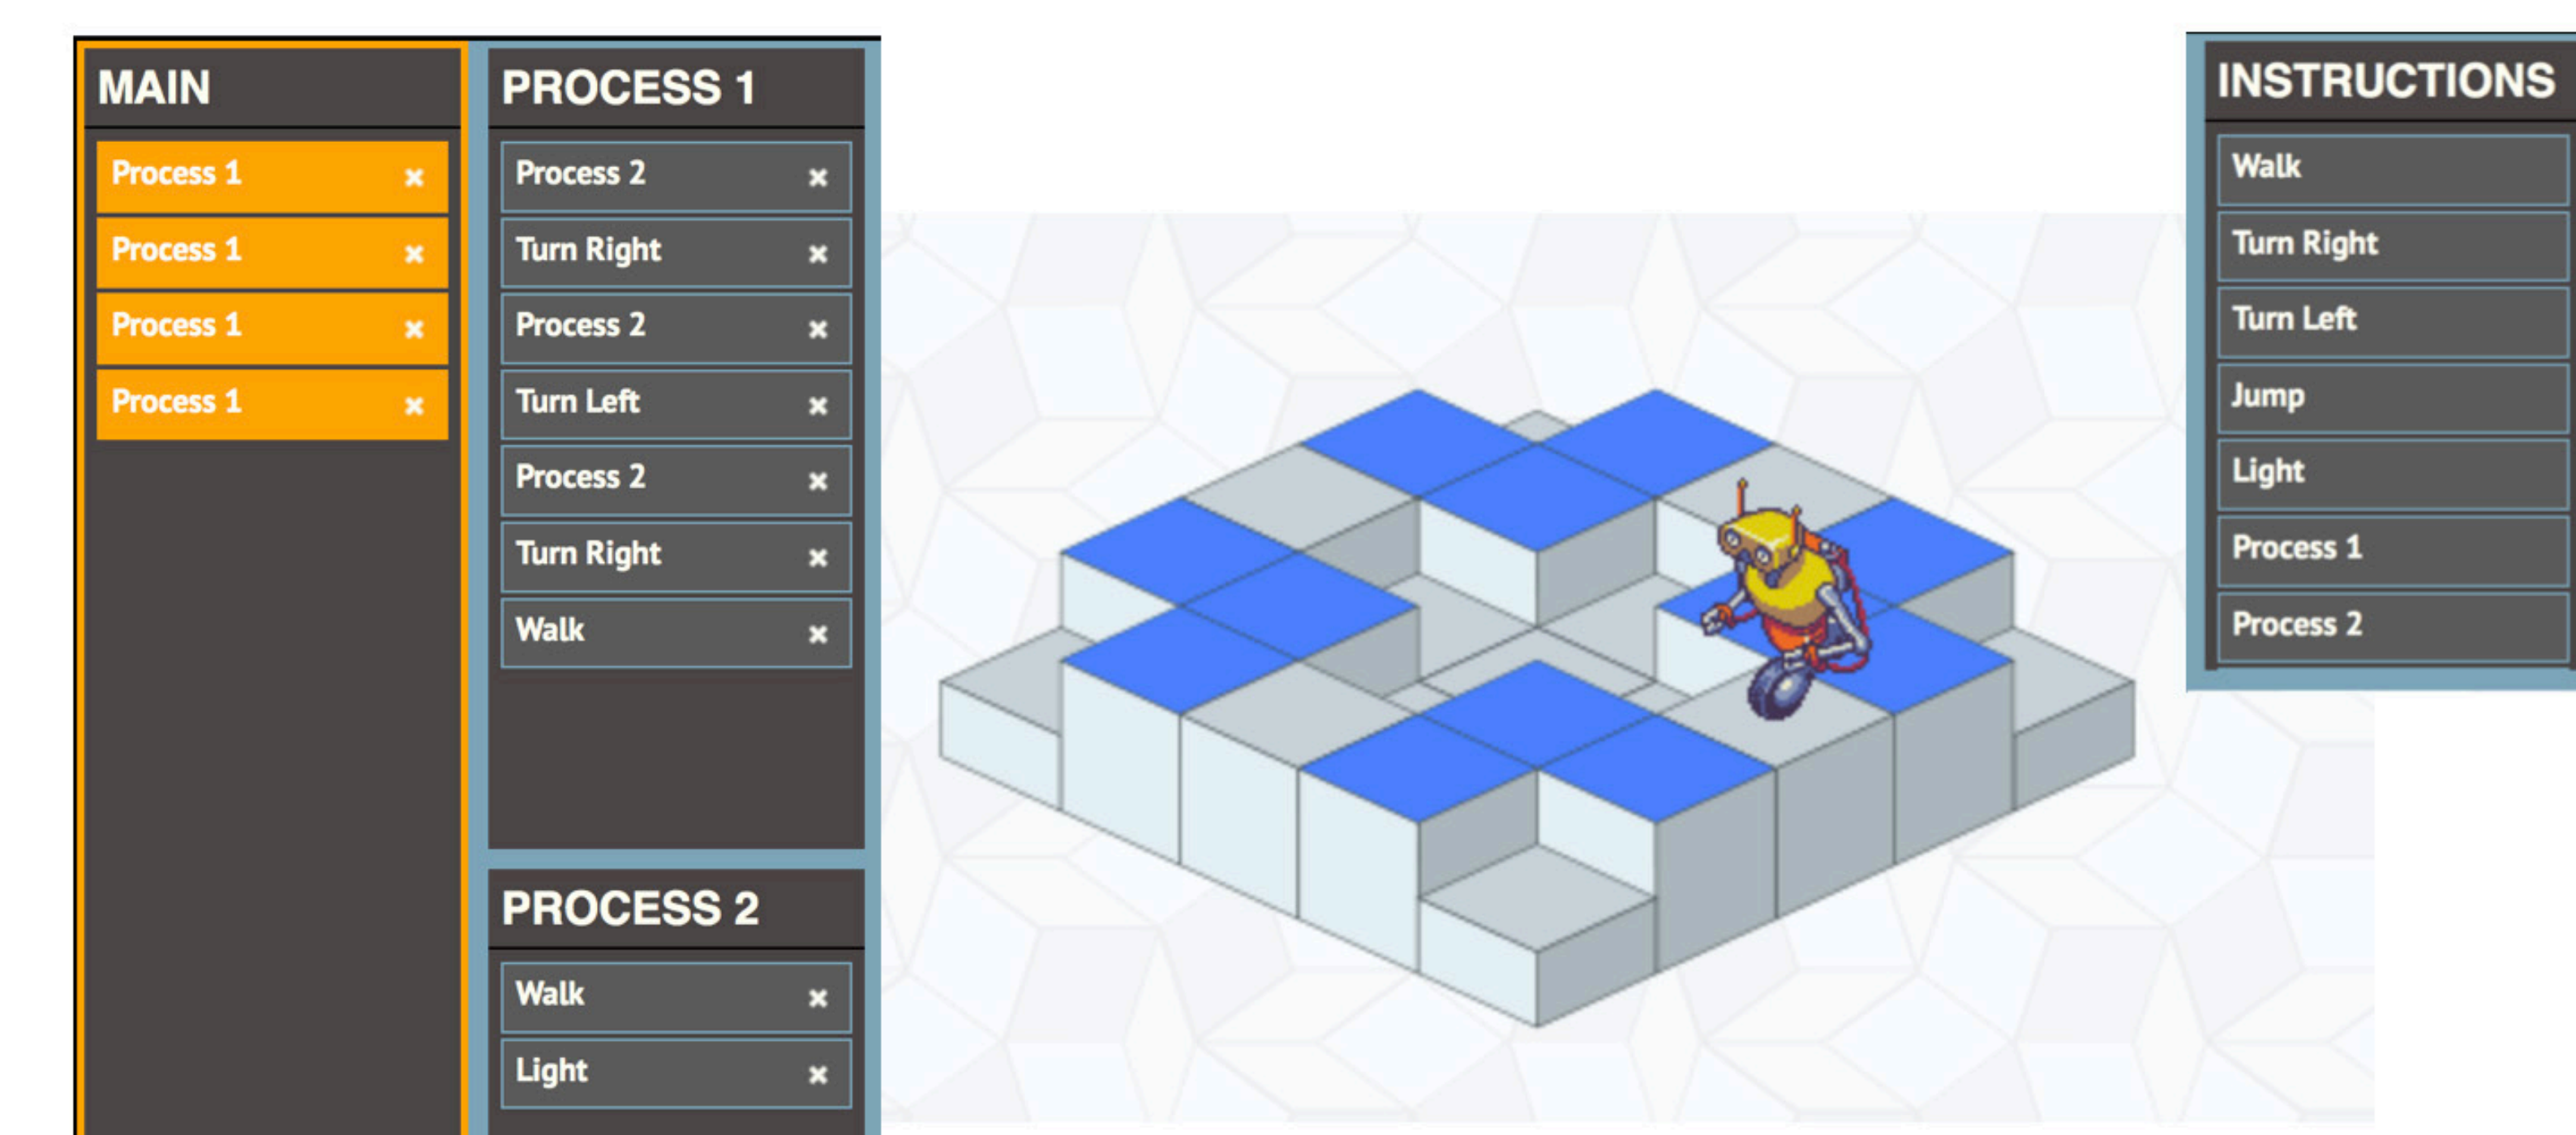 MAIN
Process 1 ×
Process 1 ×
Process 1 ×
Process 1 ×
PROCESS 1
Process 2 ×
Turn Right ×
Process 2 ×
Turn Left ×
Process 2 ×
Turn Right ×
Walk ×
PROCESS 2
Walk ×
Light ×
INSTRUCTIONS
Walk
Turn Right
Turn Left
Jump
Light
Process 1
Process 2